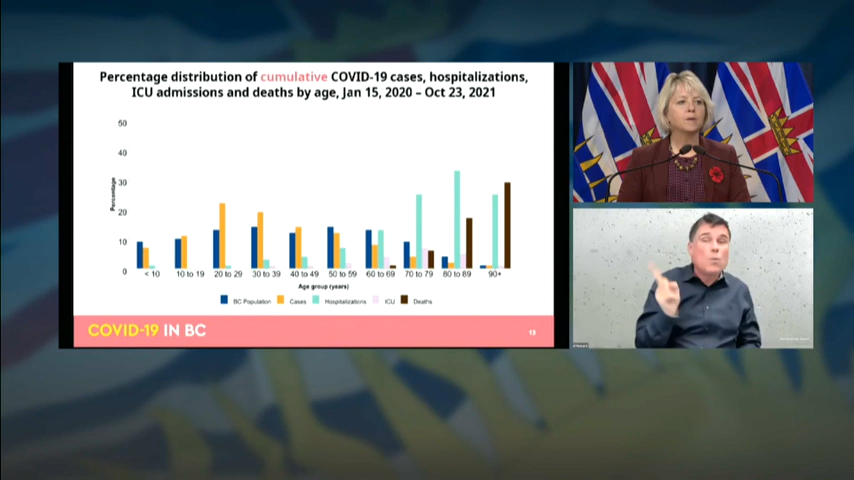 Percentage distribution of cumulative COVID-19 cases, hospitalizations,
ICU admissions and deaths by age, Jan 15, 2020 – Oct 23, 2021
50
40
30
20
10
0
Percentage
< 10 10 to 19 20 to 29 30 to 39 40 to 49 50 to 59 60 to 69 70 to 79 80 to 89 90+
Age group (years)
BC Population Cases Hospitalizations ICU Deaths
COVID-19 IN BC
13